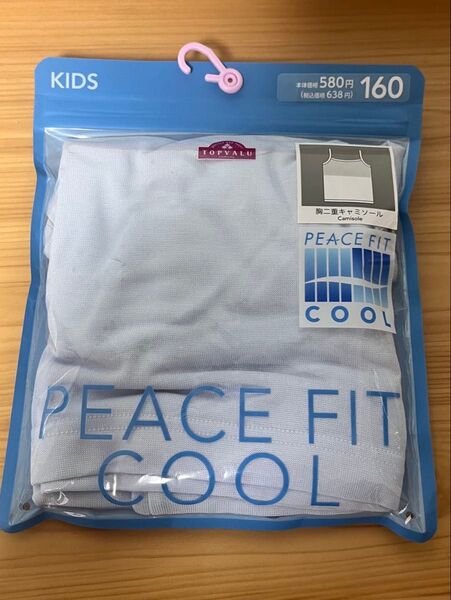 KIDS
本体価格 580円
(税込価格 638円)
160
TOPVALU
胸二重キャミソール
Camisole
PEACE FIT
COOL
PEACE FIT
COOL